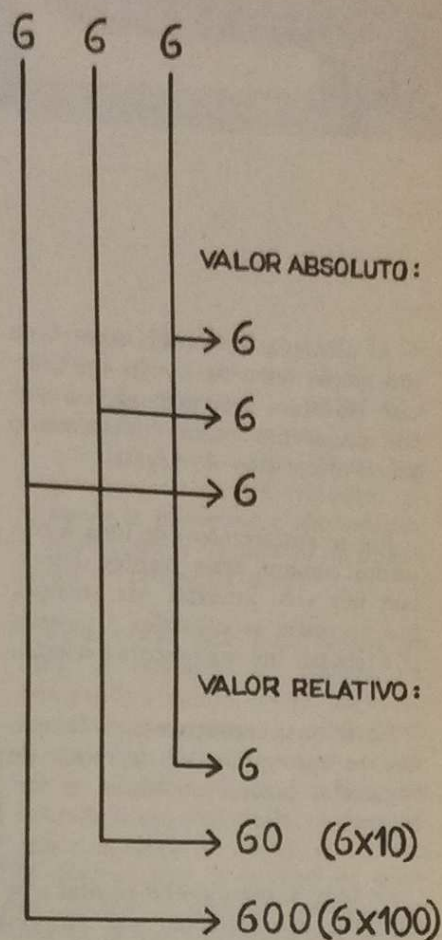 6 6 6
VALOR ABSOLUTO:
6
6
6
VALOR RELATIVO:
6
60 (6x10)
600 (6x100)